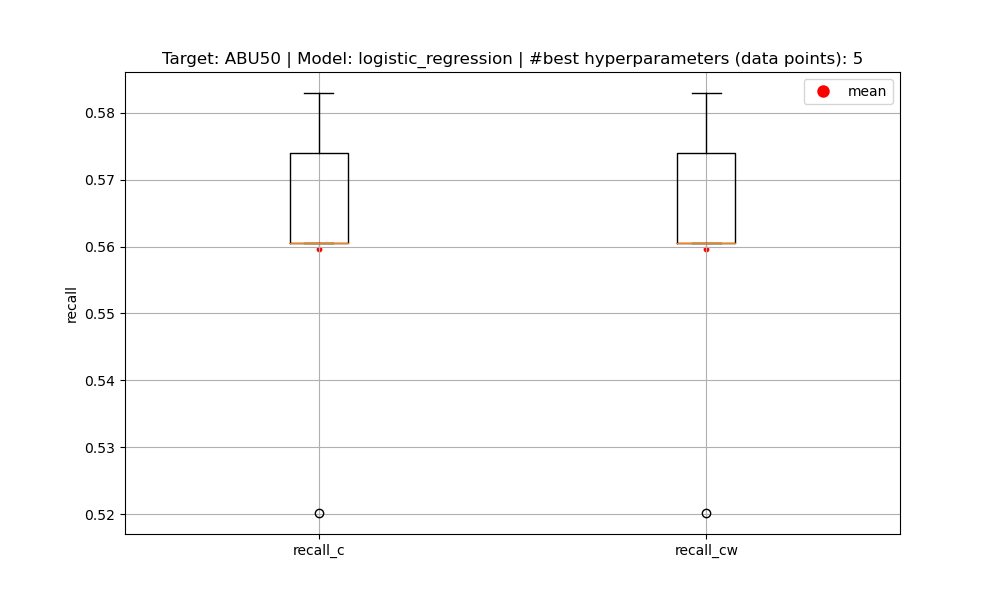 Target: ABU50 | Model: logistic_regression | #best hyperparameters (data points): 5
mean
0.58
0.57
0.56
0.55
0.54
0.53
0.52
recall
recall_c
recall_cw